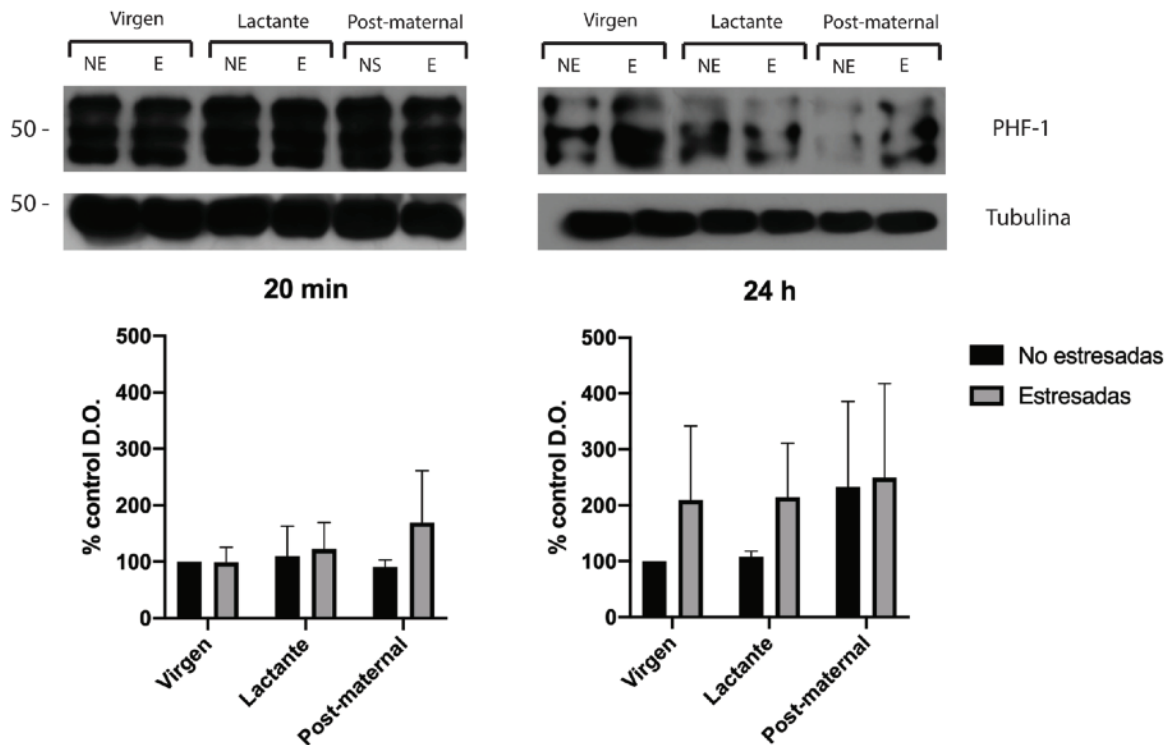 Virgen Lactante Post-maternal
NE E NE E NS E
50 -
50 -
20 min
Virgen Lactante Post-maternal
NE E NE E NE E
PHF-1
Tubulina
24 h
% control D.O.
500
400
300
200
100
0
Virgen
Lactante
Post-maternal
% control D.O.
500
400
300
200
100
0
Virgen
Lactante
Post-maternal
No estresadas
Estresadas